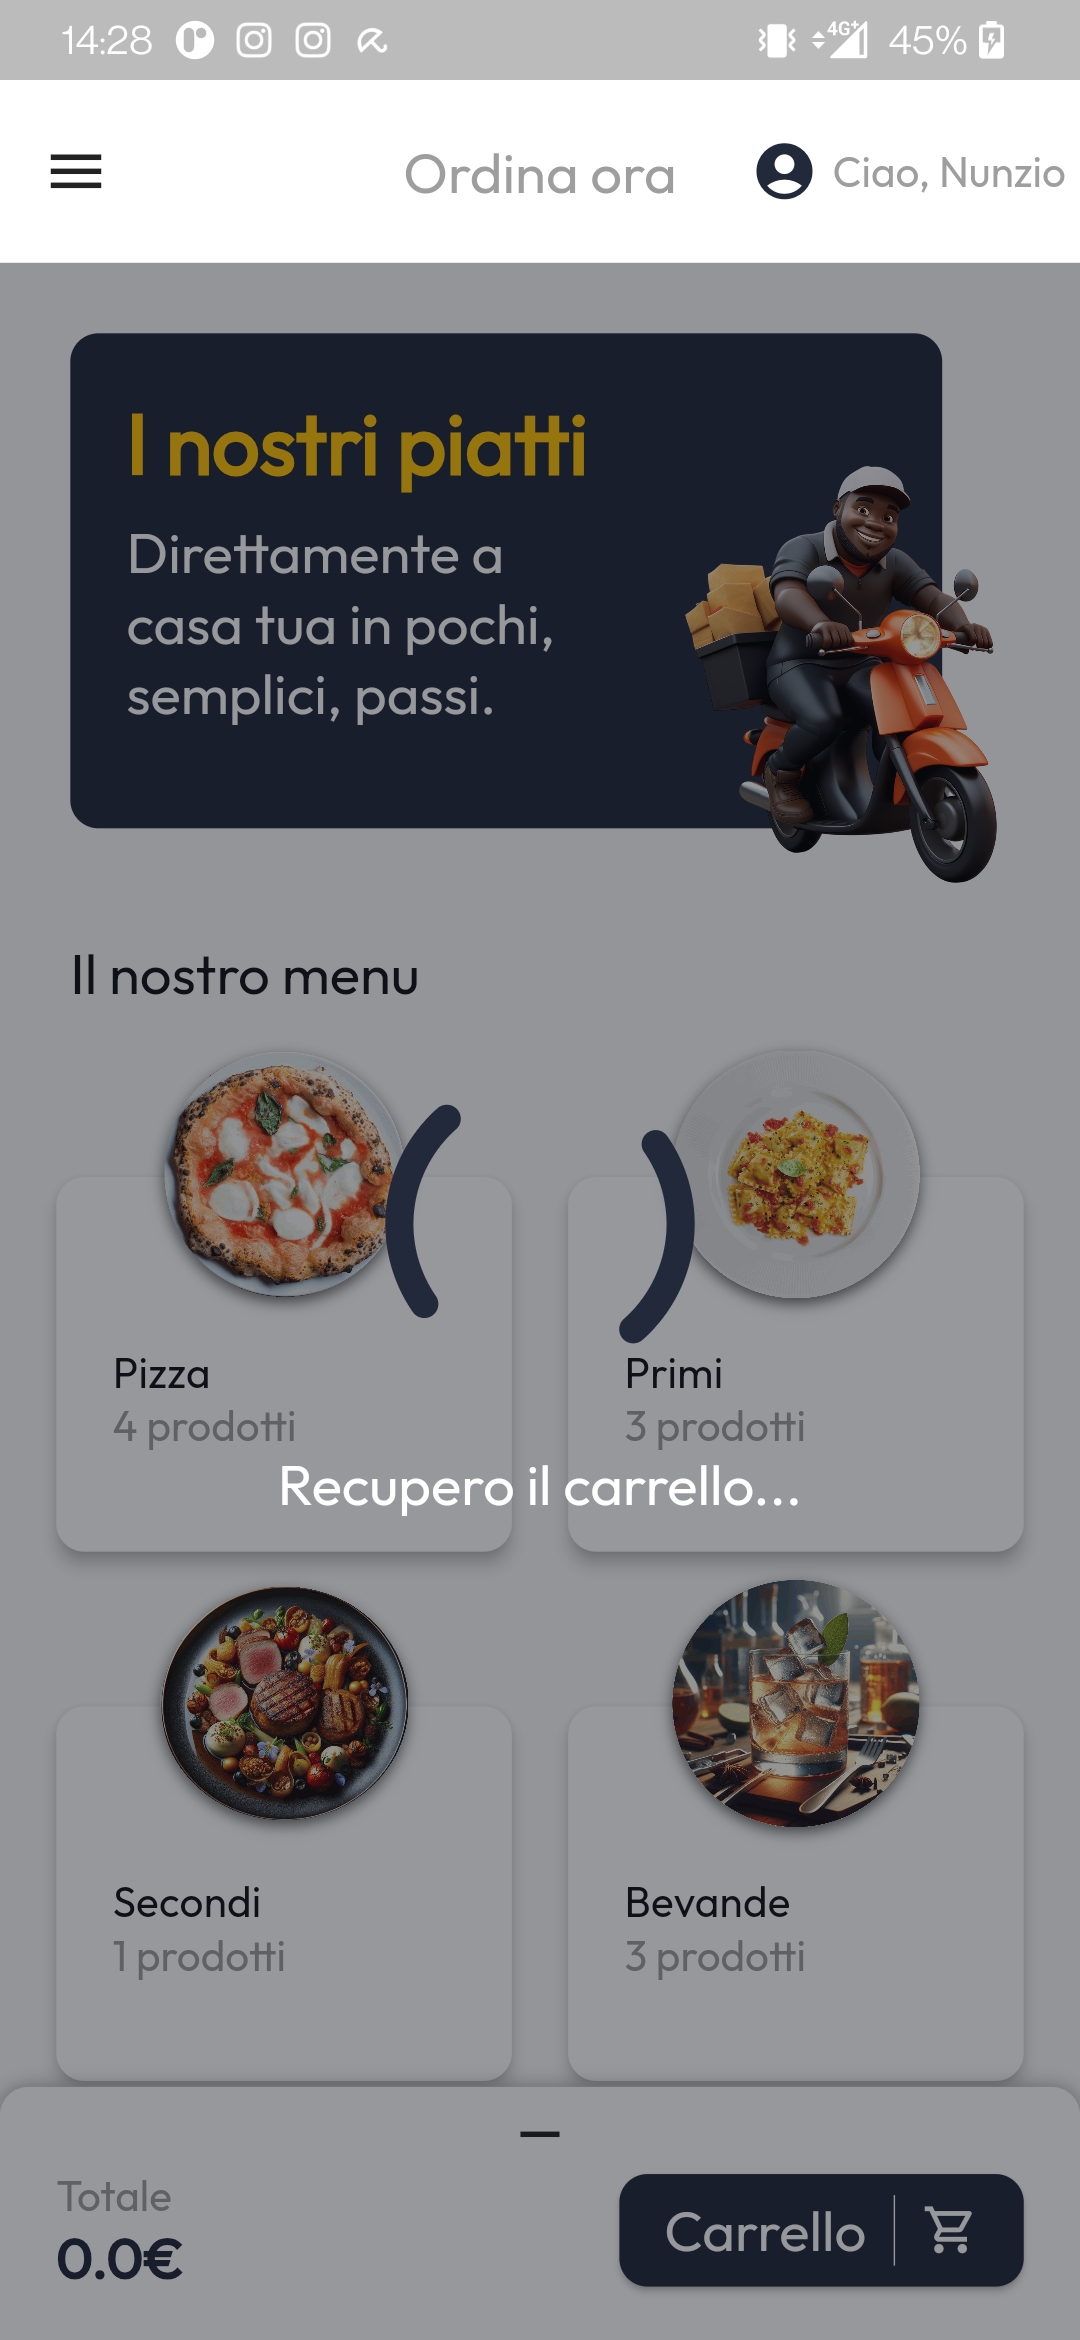 14:28
4G+
45%
Ordina ora
Ciao, Nunzio
I nostri piatti
Direttamente a
casa tua in pochi,
semplici, passi.
Il nostro menu
Pizza
4 prodotti
Primi
3 prodotti
Recupero il carrello...
Secondi
1 prodotti
Bevande
3 prodotti
Totale
0.0€
Carrello